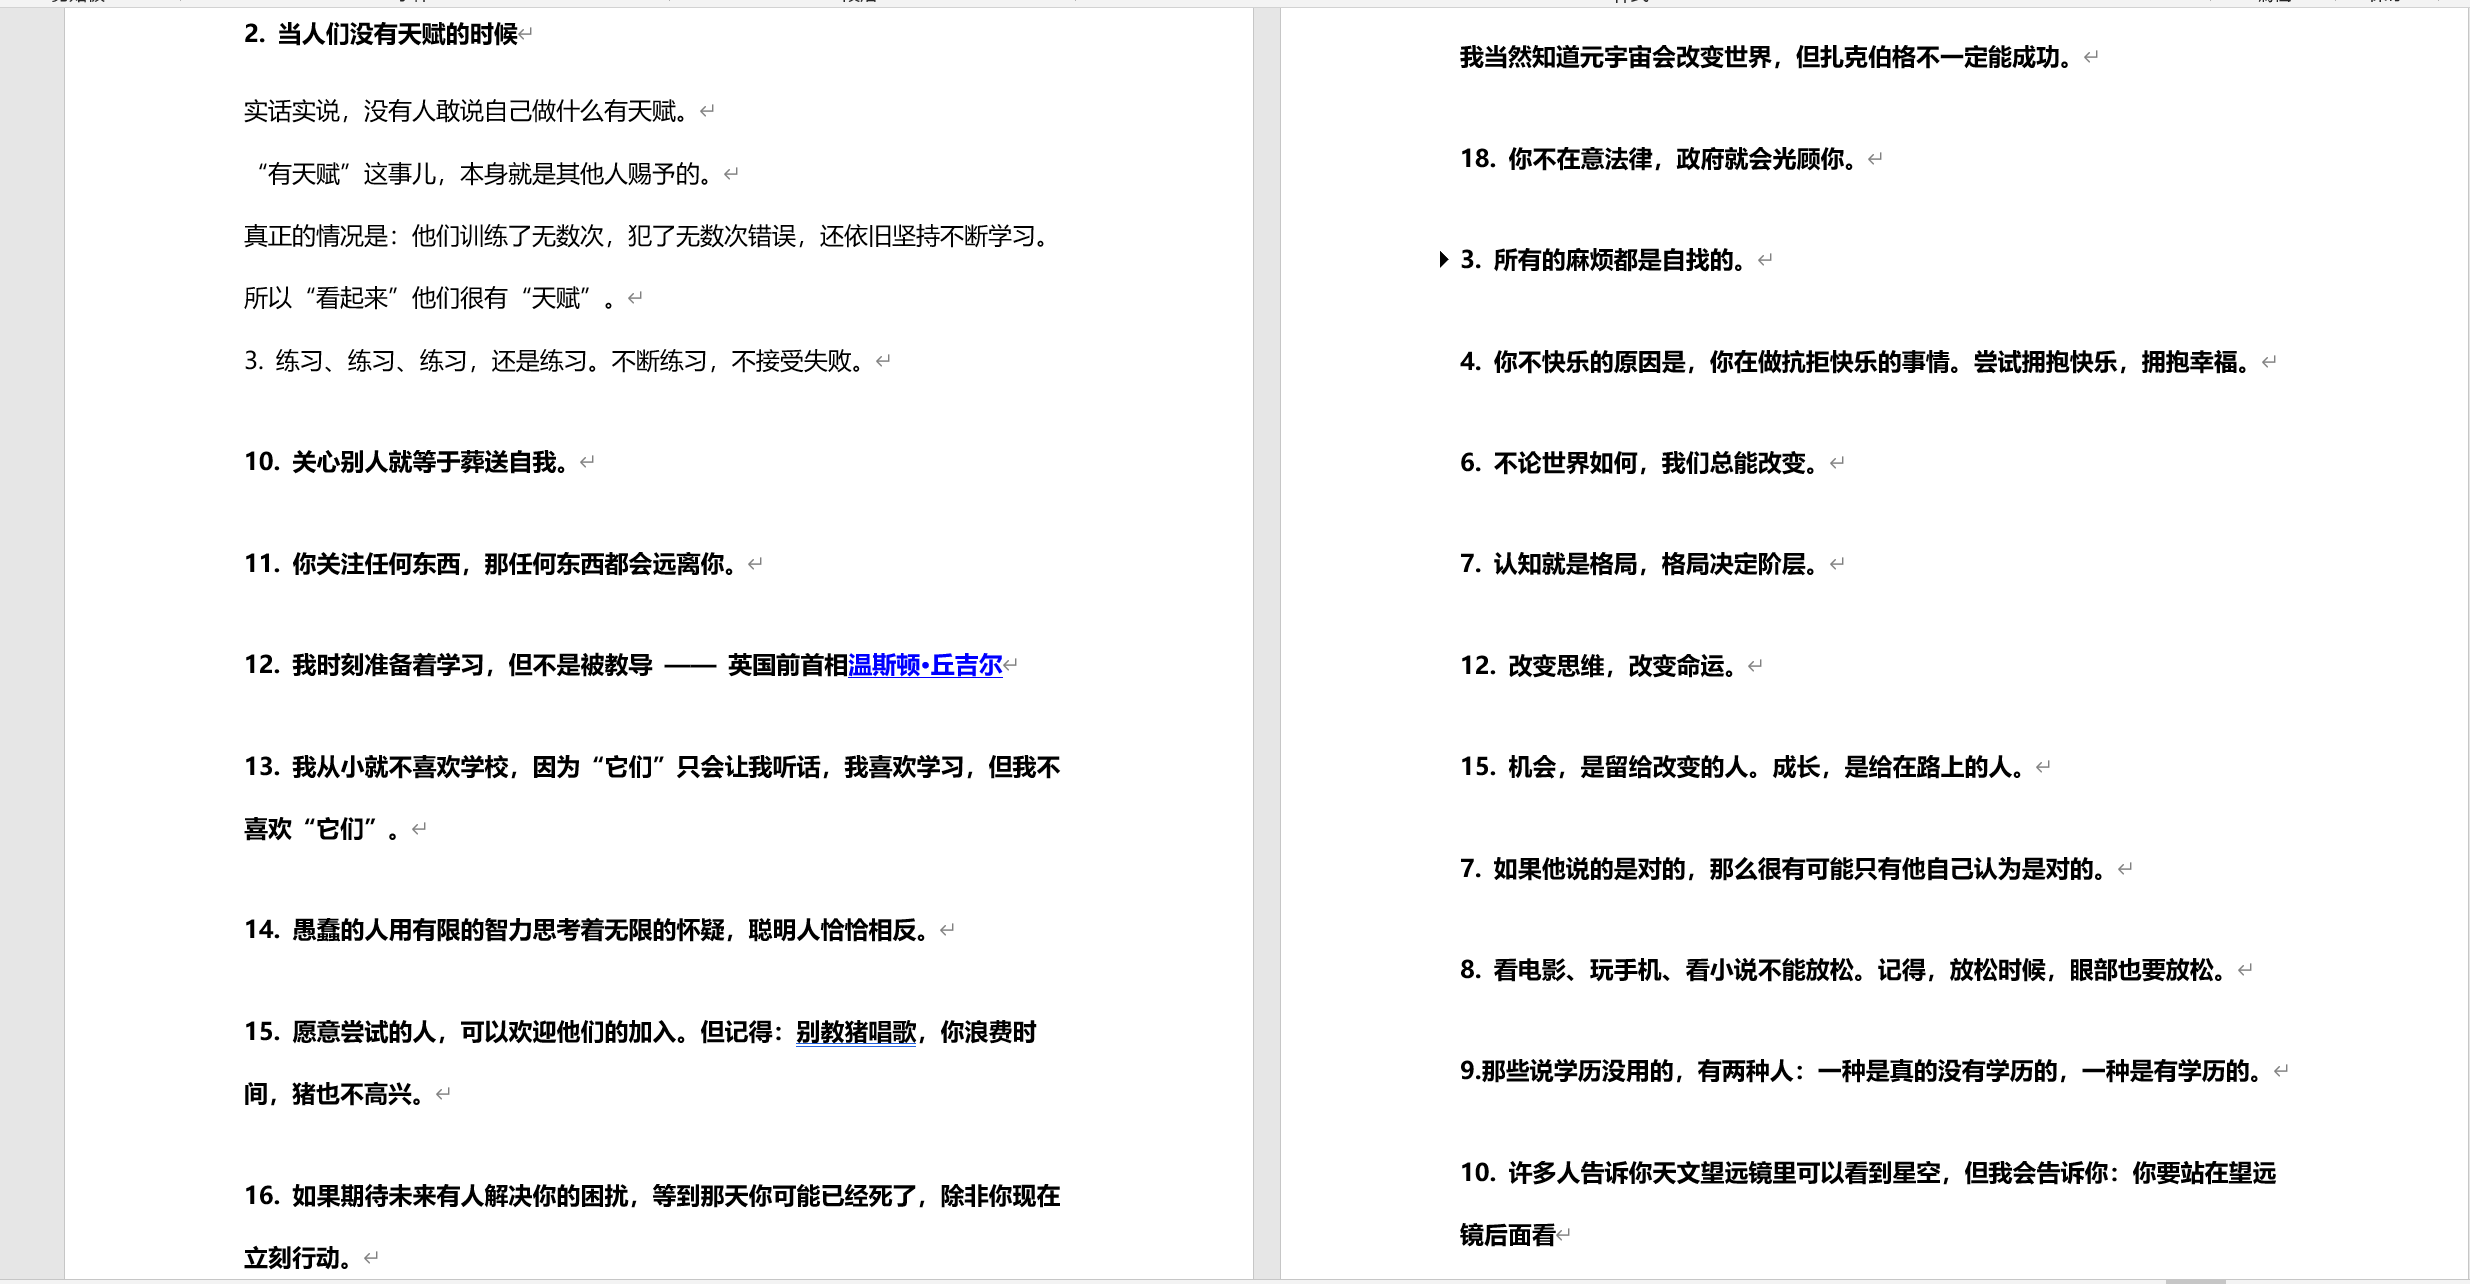 2. 当人们没有天赋的时候
实话实说，没有人敢说自己做什么有天赋。
“有天赋”这事儿，本身就是其他人赐予的。
真正的情况是：他们训练了无数次，犯了无数次错误，还依旧坚持不断学习。
所以“看起来”他们很有“天赋”。
3. 练习、练习、练习，还是练习。不断练习，不接受失败。
10. 关心别人就等于葬送自我。
11. 你关注任何东西，那任何东西都会远离你。
12. 我时刻准备着学习，但不是被教导 —— 英国前首相温斯顿•丘吉尔
13. 我从小就不喜欢学校，因为“它们”只会让我听话，我喜欢学习，但我不
喜欢“它们”。
14. 愚蠢的人用有限的智力思考着无限的怀疑，聪明人恰恰相反。
15. 愿意尝试的人，可以欢迎他们的加入。但记得：别教猪唱歌，你浪费时
间，猪也不高兴。
16. 如果期待未来有人解决你的困扰，等到那天你可能已经死了，除非你现在
立刻行动。
我当然知道元宇宙会改变世界，但扎克伯格不一定能成功。
18. 你不在意法律，政府就会光顾你。
3. 所有的麻烦都是自找的。
4. 你不快乐的原因是，你在做抗拒快乐的事情。尝试拥抱快乐，拥抱幸福。
6. 不论世界如何，我们总能改变。
7. 认知就是格局，格局决定阶层。
12. 改变思维，改变命运。
15. 机会，是留给改变的人。成长，是给在路上的人。
7. 如果他说的是对的，那么很有可能只有他自己认为是对的。
8. 看电影、玩手机、看小说不能放松。记得，放松时候，眼部也要放松。
9.那些说学历没用的，有两种人：一种是真的没有学历的，一种是有学历的。
10. 许多人告诉你天文望远镜里可以看到星空，但我会告诉你：你要站在望远
镜后面看